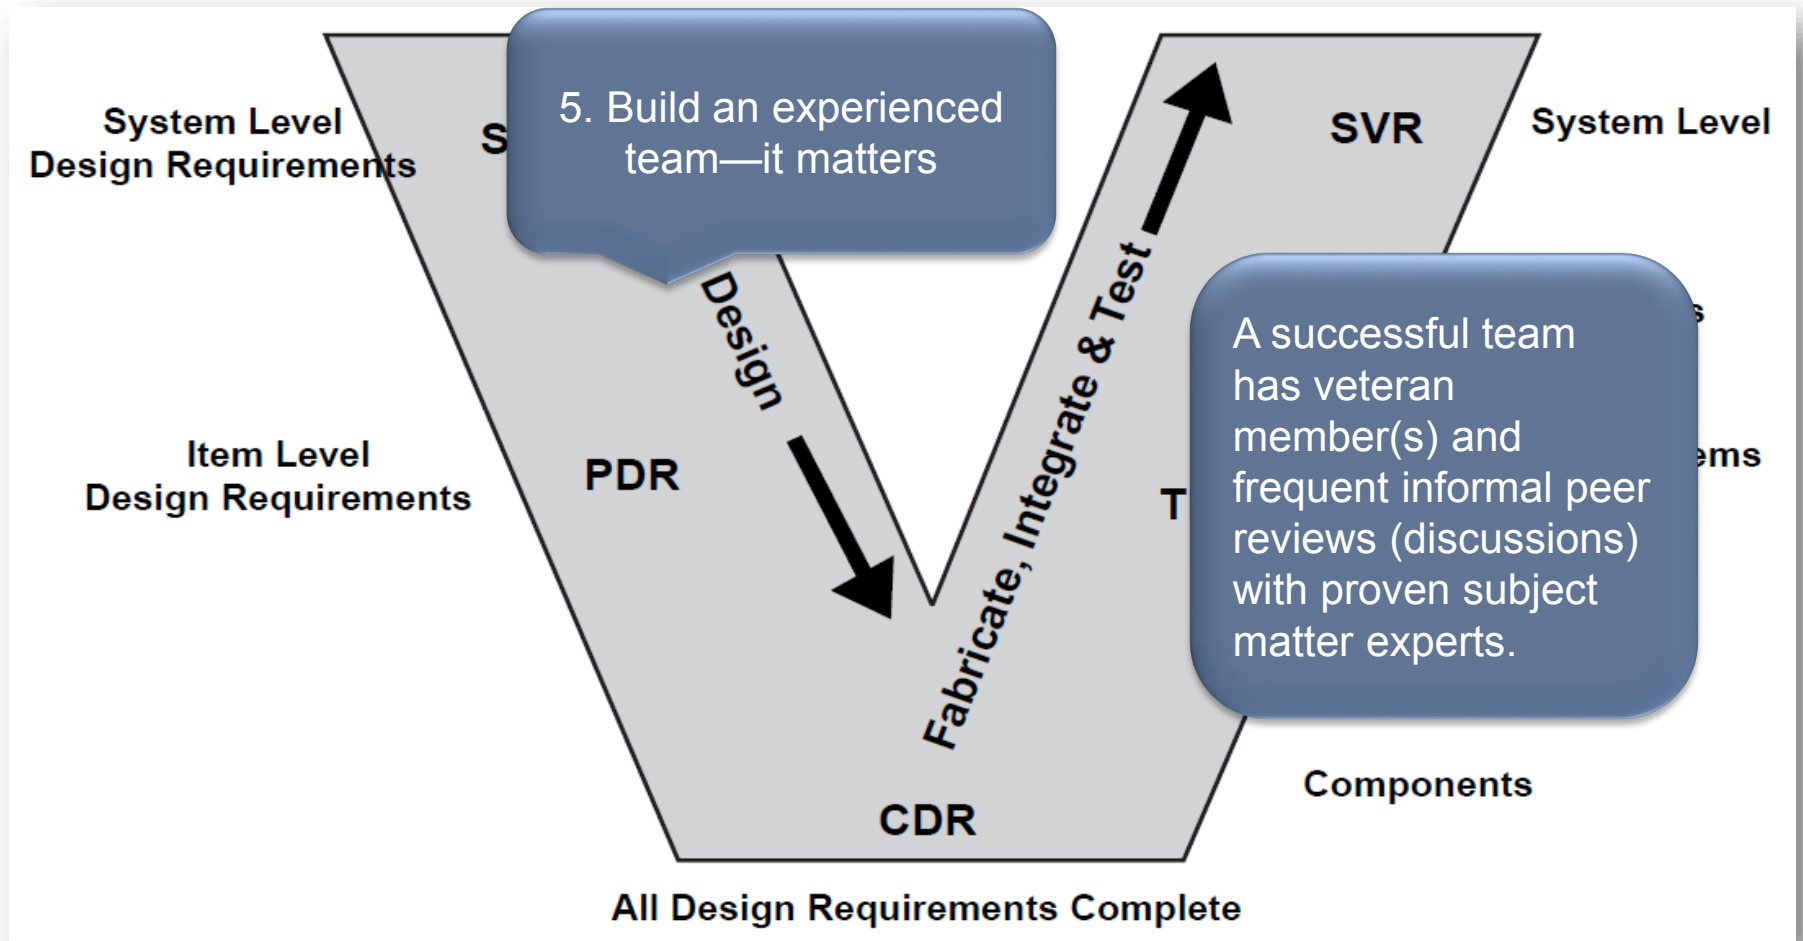 System Level
Design Requirements
5. Build an experienced
team—it matters
SVR
System Level
Design
Fabricate, Integrate & Test
A successful team
has veteran
member(s) and
frequent informal peer
reviews (discussions)
with proven subject
matter experts.
Item Level
Design Requirements
PDR
Components
CDR
All Design Requirements Complete